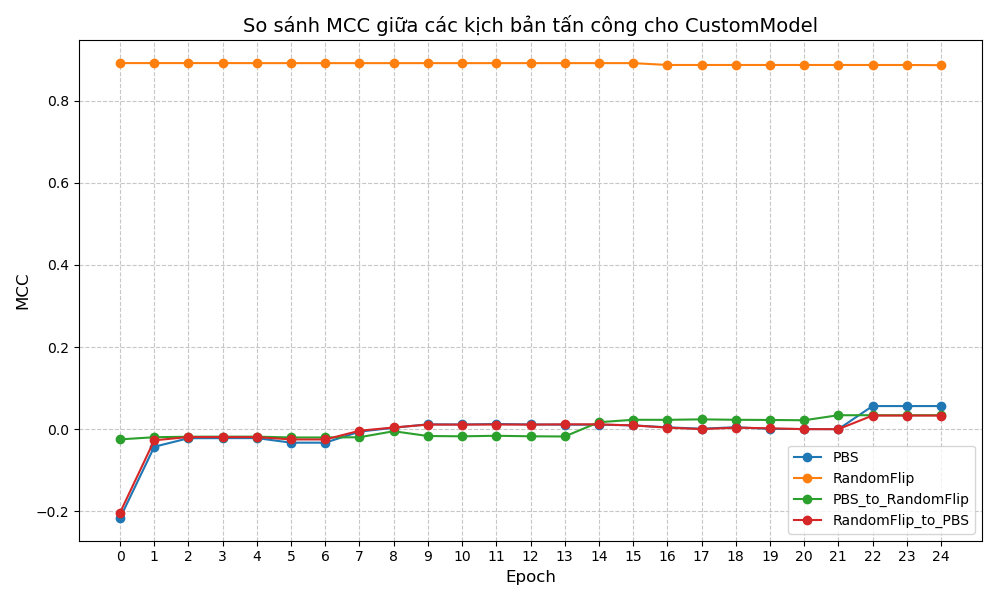 So sánh MCC giữa các kịch bản tấn công cho CustomModel
MCC
0.8
0.6
0.4
0.2
0.0
−0.2
0 1 2 3 4 5 6 7 8 9 10 11 12 13 14 15 16 17 18 19 20 21 22 23 24
Epoch
PBS
RandomFlip
PBS_to_RandomFlip
RandomFlip_to_PBS